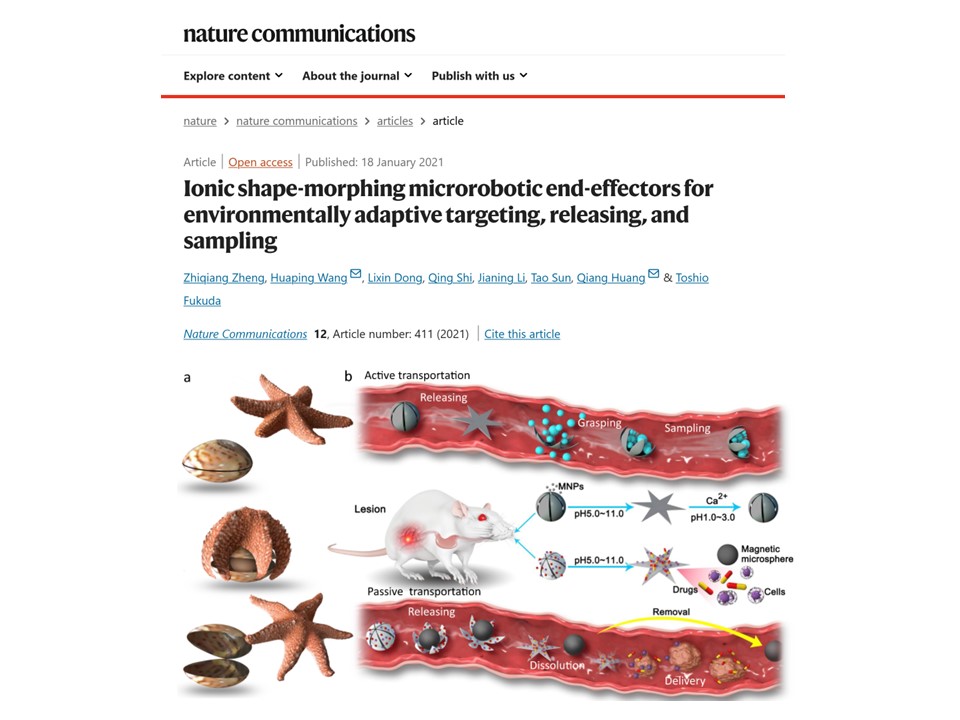 nature communications
Explore content About the journal Publish with us
nature > nature communications > articles > article
Article | Open access | Published: 18 January 2021
Ionic shape-morphing microrobotic end-effectors for
environmentally adaptive targeting, releasing, and
sampling
Zhiqiang Zheng, Huaping Wang, Lixin Dong, Qing Shi, Jianing Li, Tao Sun, Qiang Huang & Toshio
Fukuda
Nature Communications 12, Article number: 411 (2021) | Cite this article
a
b Active transportation
Releasing
Grasping
Sampling
MNPs
pH5.0~11.0
Ca²⁺
pH1.0~3.0
Lesion
pH5.0~11.0
Magnetic
microsphere
Drugs
Cells
Passive transportation
Removal
Releasing
Dissolution
Delivery